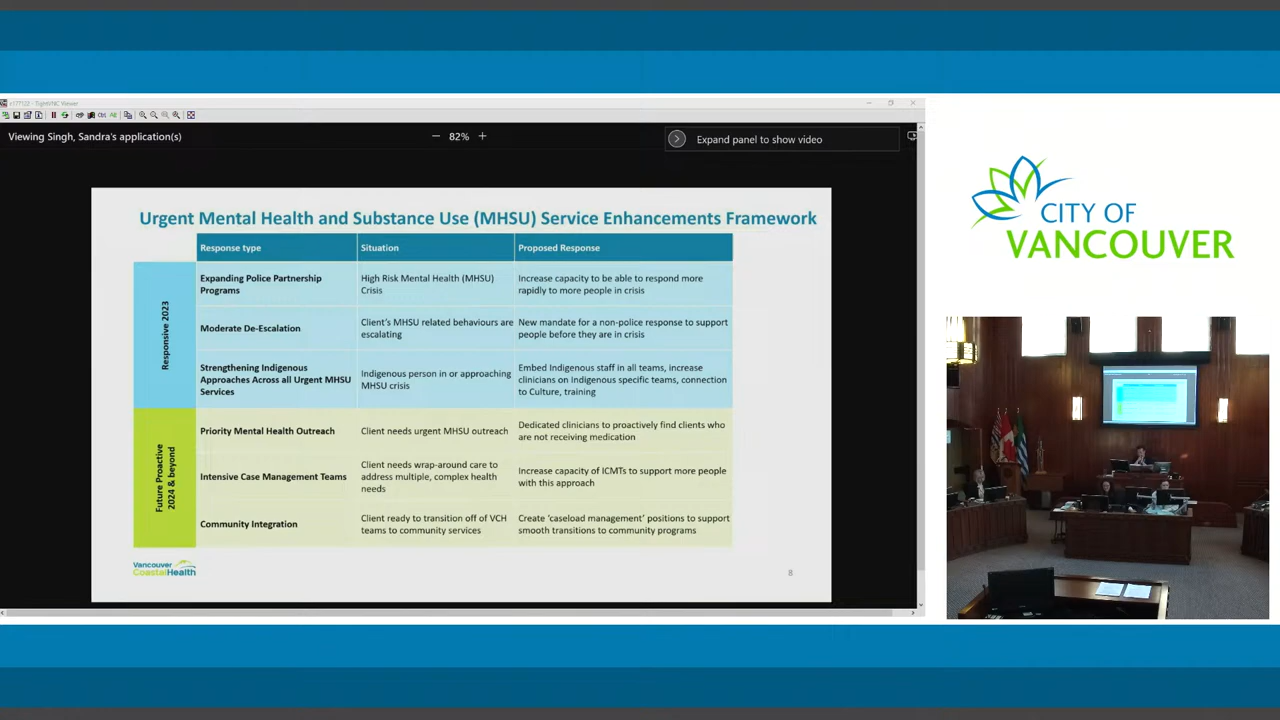 Viewing Singh, Sandra's application(s)
82%
Expand panel to show video
Urgent Mental Health and Substance Use (MHSU) Service Enhancements Framework
Response type
Situation
Proposed Response
Responsive 2023
Expanding Police Partnership
Programs
High Risk Mental Health (MHSU)
Crisis
Increase capacity to be able to respond more
rapidly to more people in crisis
Moderate De-Escalation
Client's MHSU related behaviours are
escalating
New mandate for a non-police response to support
people before they are in crisis
Strengthening Indigenous
Approaches Across all Urgent MHSU
Services
Indigenous person in or approaching
MHSU crisis
Embed Indigenous staff in all teams, increase
clinicians on Indigenous specific teams, connection
to Culture, training
Future Proactive
2024 & beyond
Priority Mental Health Outreach
Client needs urgent MHSU outreach
Dedicated clinicians to proactively find clients who
are not receiving medication
Intensive Case Management Teams
Client needs wrap-around care to
address multiple, complex health
needs
Increase capacity of ICMTs to support more people
with this approach
Community Integration
Client ready to transition off of VCH
teams to community services
Create 'caseload management' positions to support
smooth transitions to community programs
Vancouver
CoastalHealth
8
CITY OF
VANCOUVER